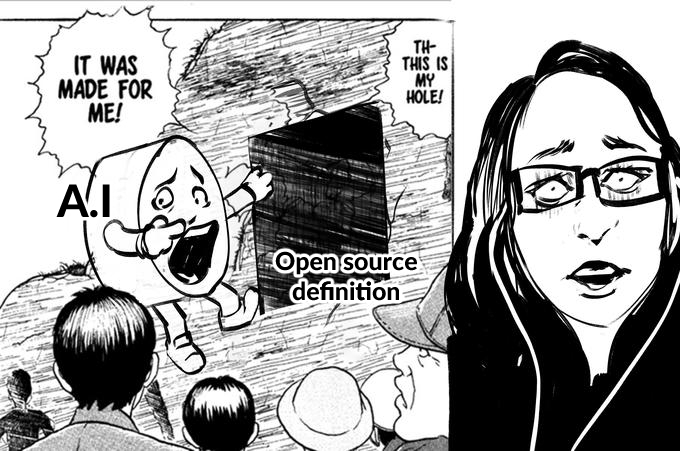 IT WAS
MADE FOR
ME!
TH-
THIS IS
MY
HOLE!
A.I
Open source
definition